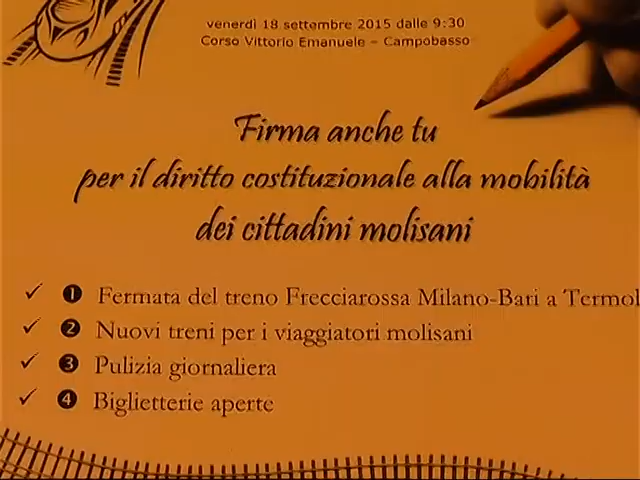 venerdì 18 settembre 2015 dalle 9:30
Corso Vittorio Emanuele – Campobasso
Firma anche tu
per il diritto costituzionale alla mobilità
dei cittadini molisani
✓ ❶ Fermata del treno Frecciarossa Milano-Bari a Termol
✓ ❷ Nuovi treni per i viaggiatori molisani
✓ ❸ Pulizia giornaliera
✓ ❹ Biglietterie aperte